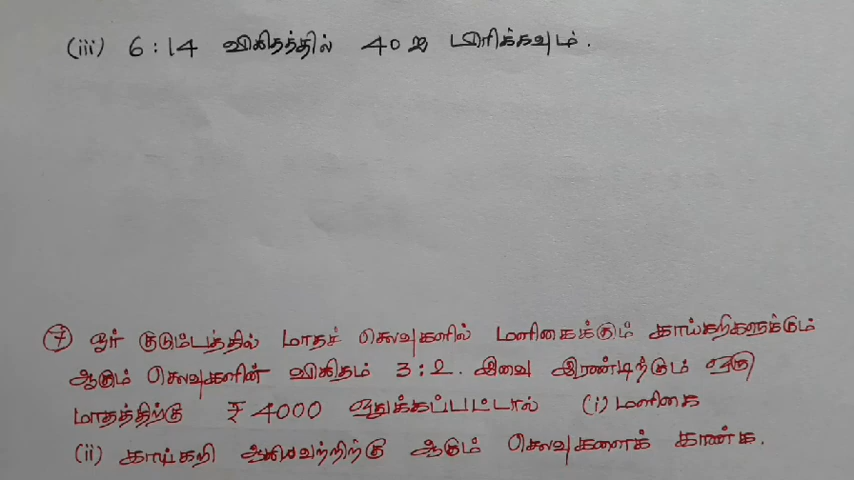 (iii) 6 : 14 விகிதத்தில் 40 ஐ பிரிக்கவும்.
7 ஓர் குடும்பத்தில் மாதச் செலவுகளில் மளிகைக்கும் காய்கறிகளுக்கும்
ஆகும் செலவுகளின் விகிதம் 3 : 2. இவை இரண்டிற்கும் ஒரு
மாதத்திற்கு ₹ 4000 ஒதுக்கப்பட்டால் (i) மளிகை
(ii) காய்கறி ஆகியவற்றிற்கு ஆகும் செலவுகளைக் காண்க.